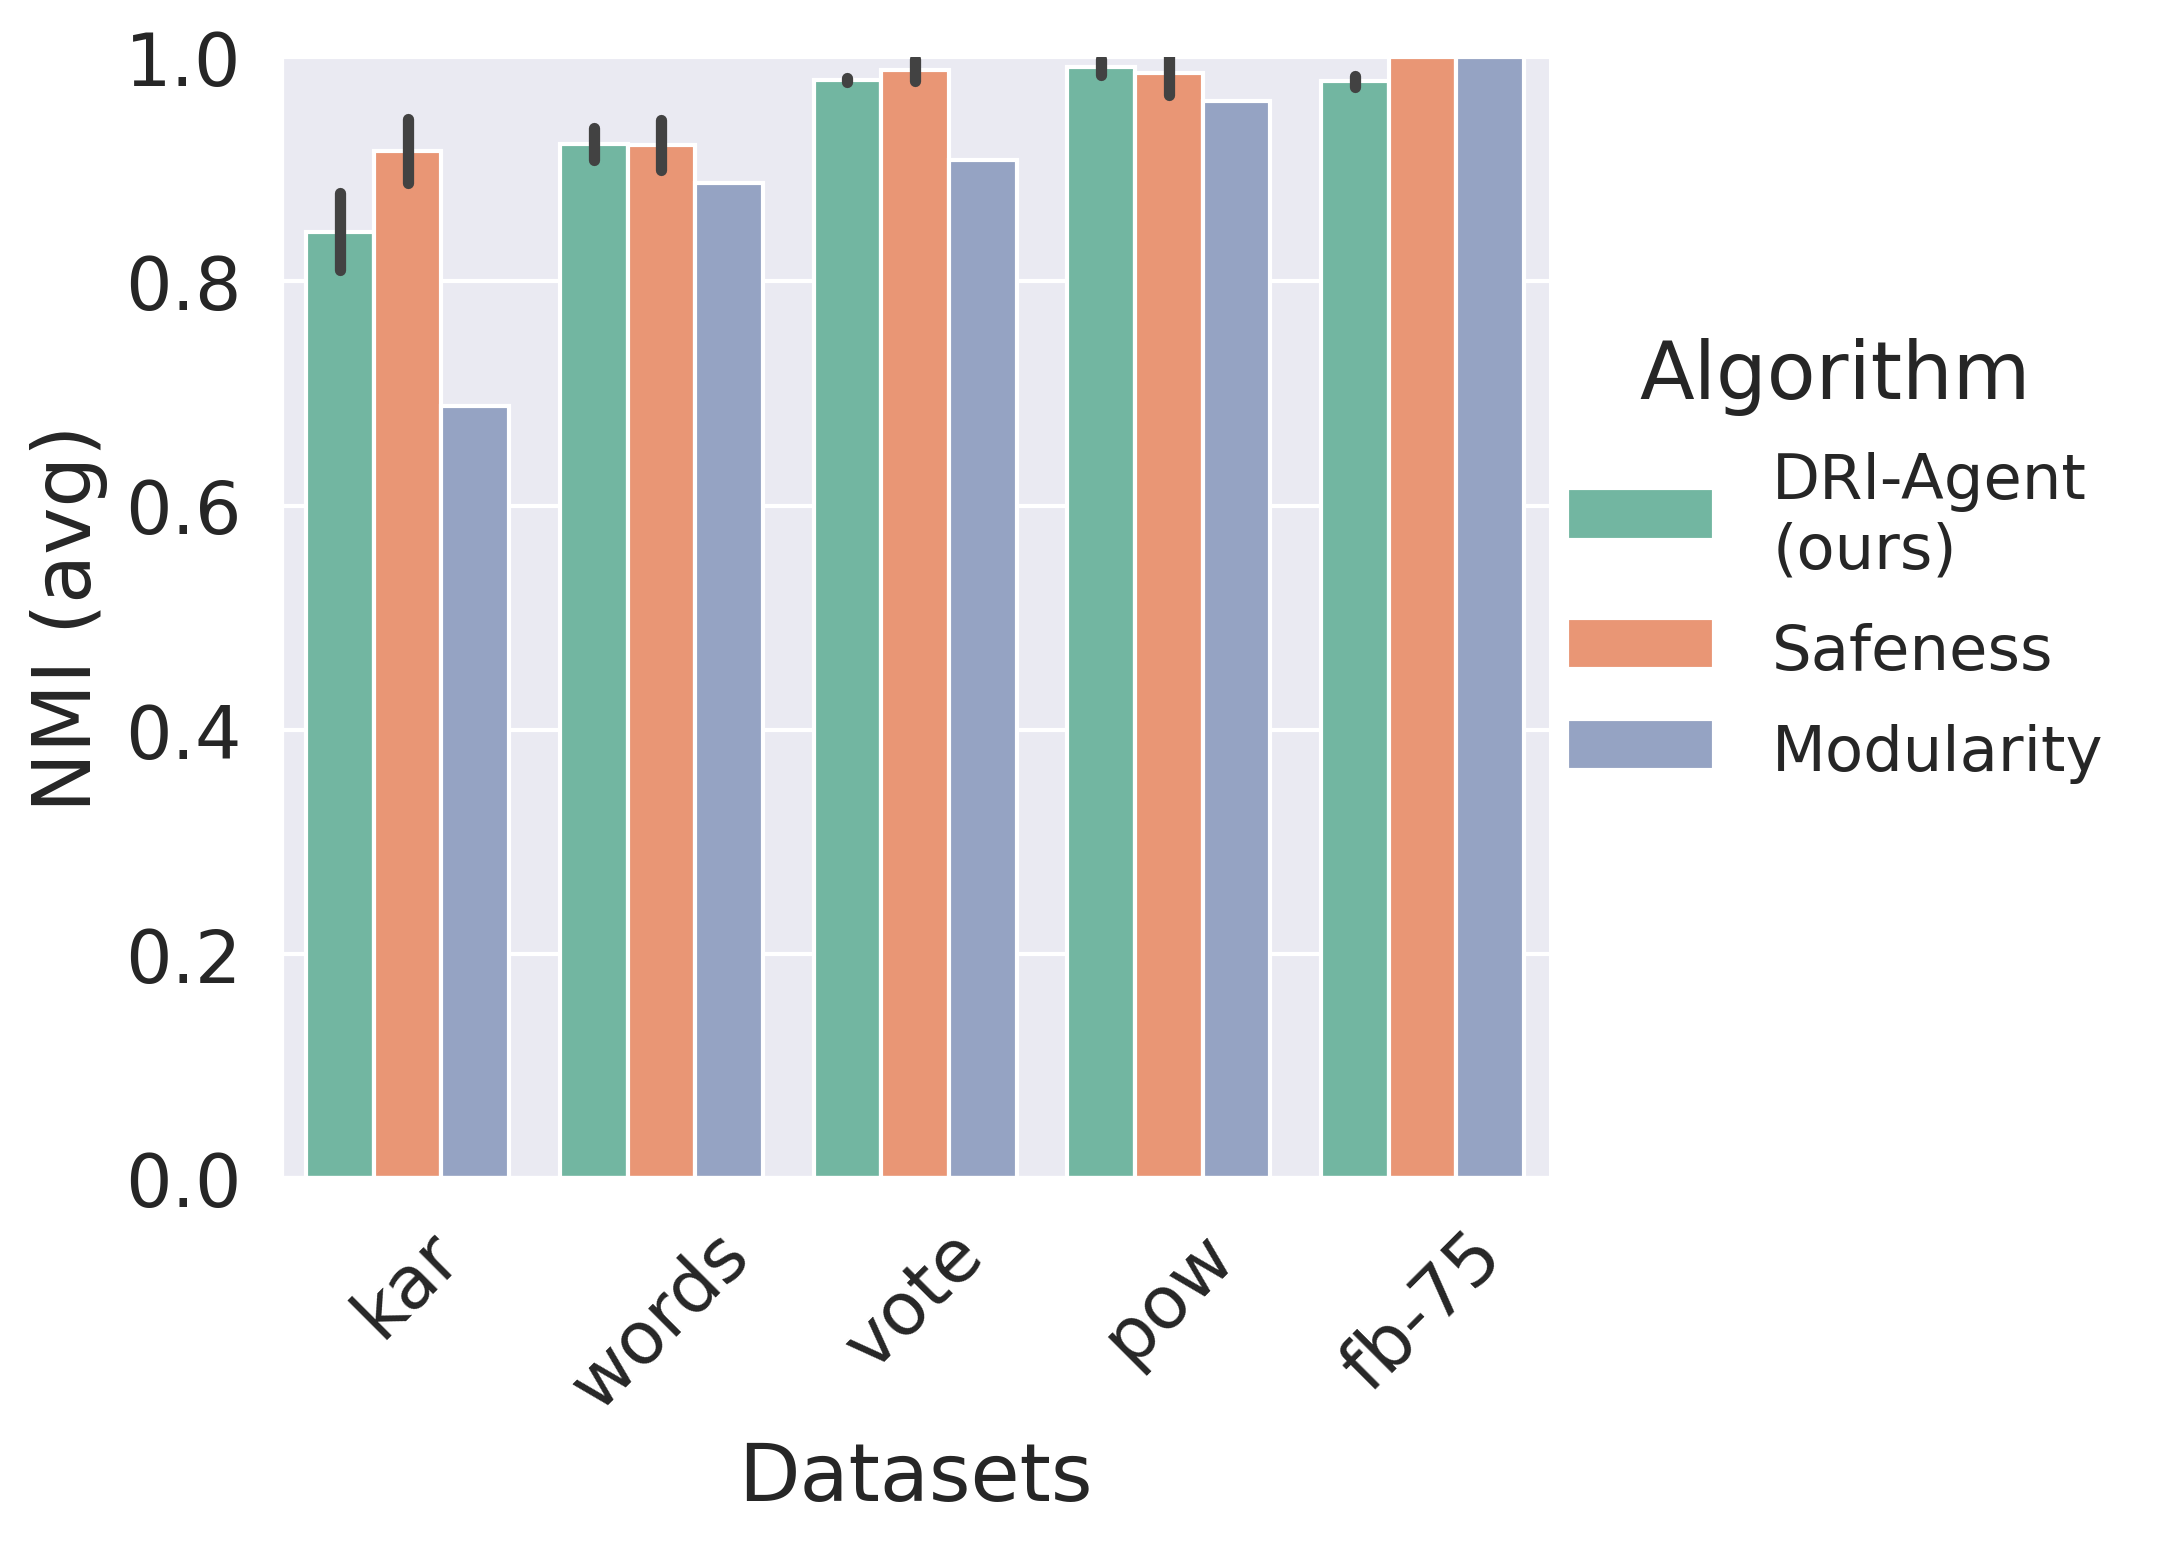 NMI (avg)
1.0
0.8
0.6
0.4
0.2
0.0
kar
words
vote
pow
fb-75
Datasets
Algorithm
DRl-Agent
(ours)
Safeness
Modularity